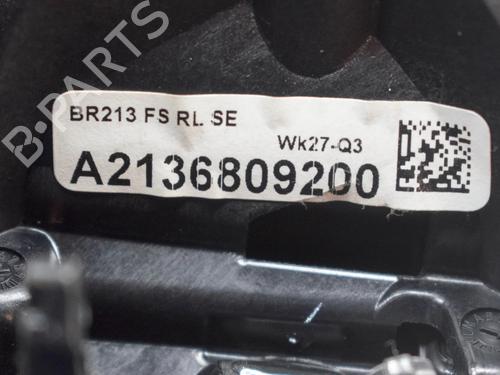 B-PARTS
BR213 FS RL SE
Wk27-Q3
A2136809200